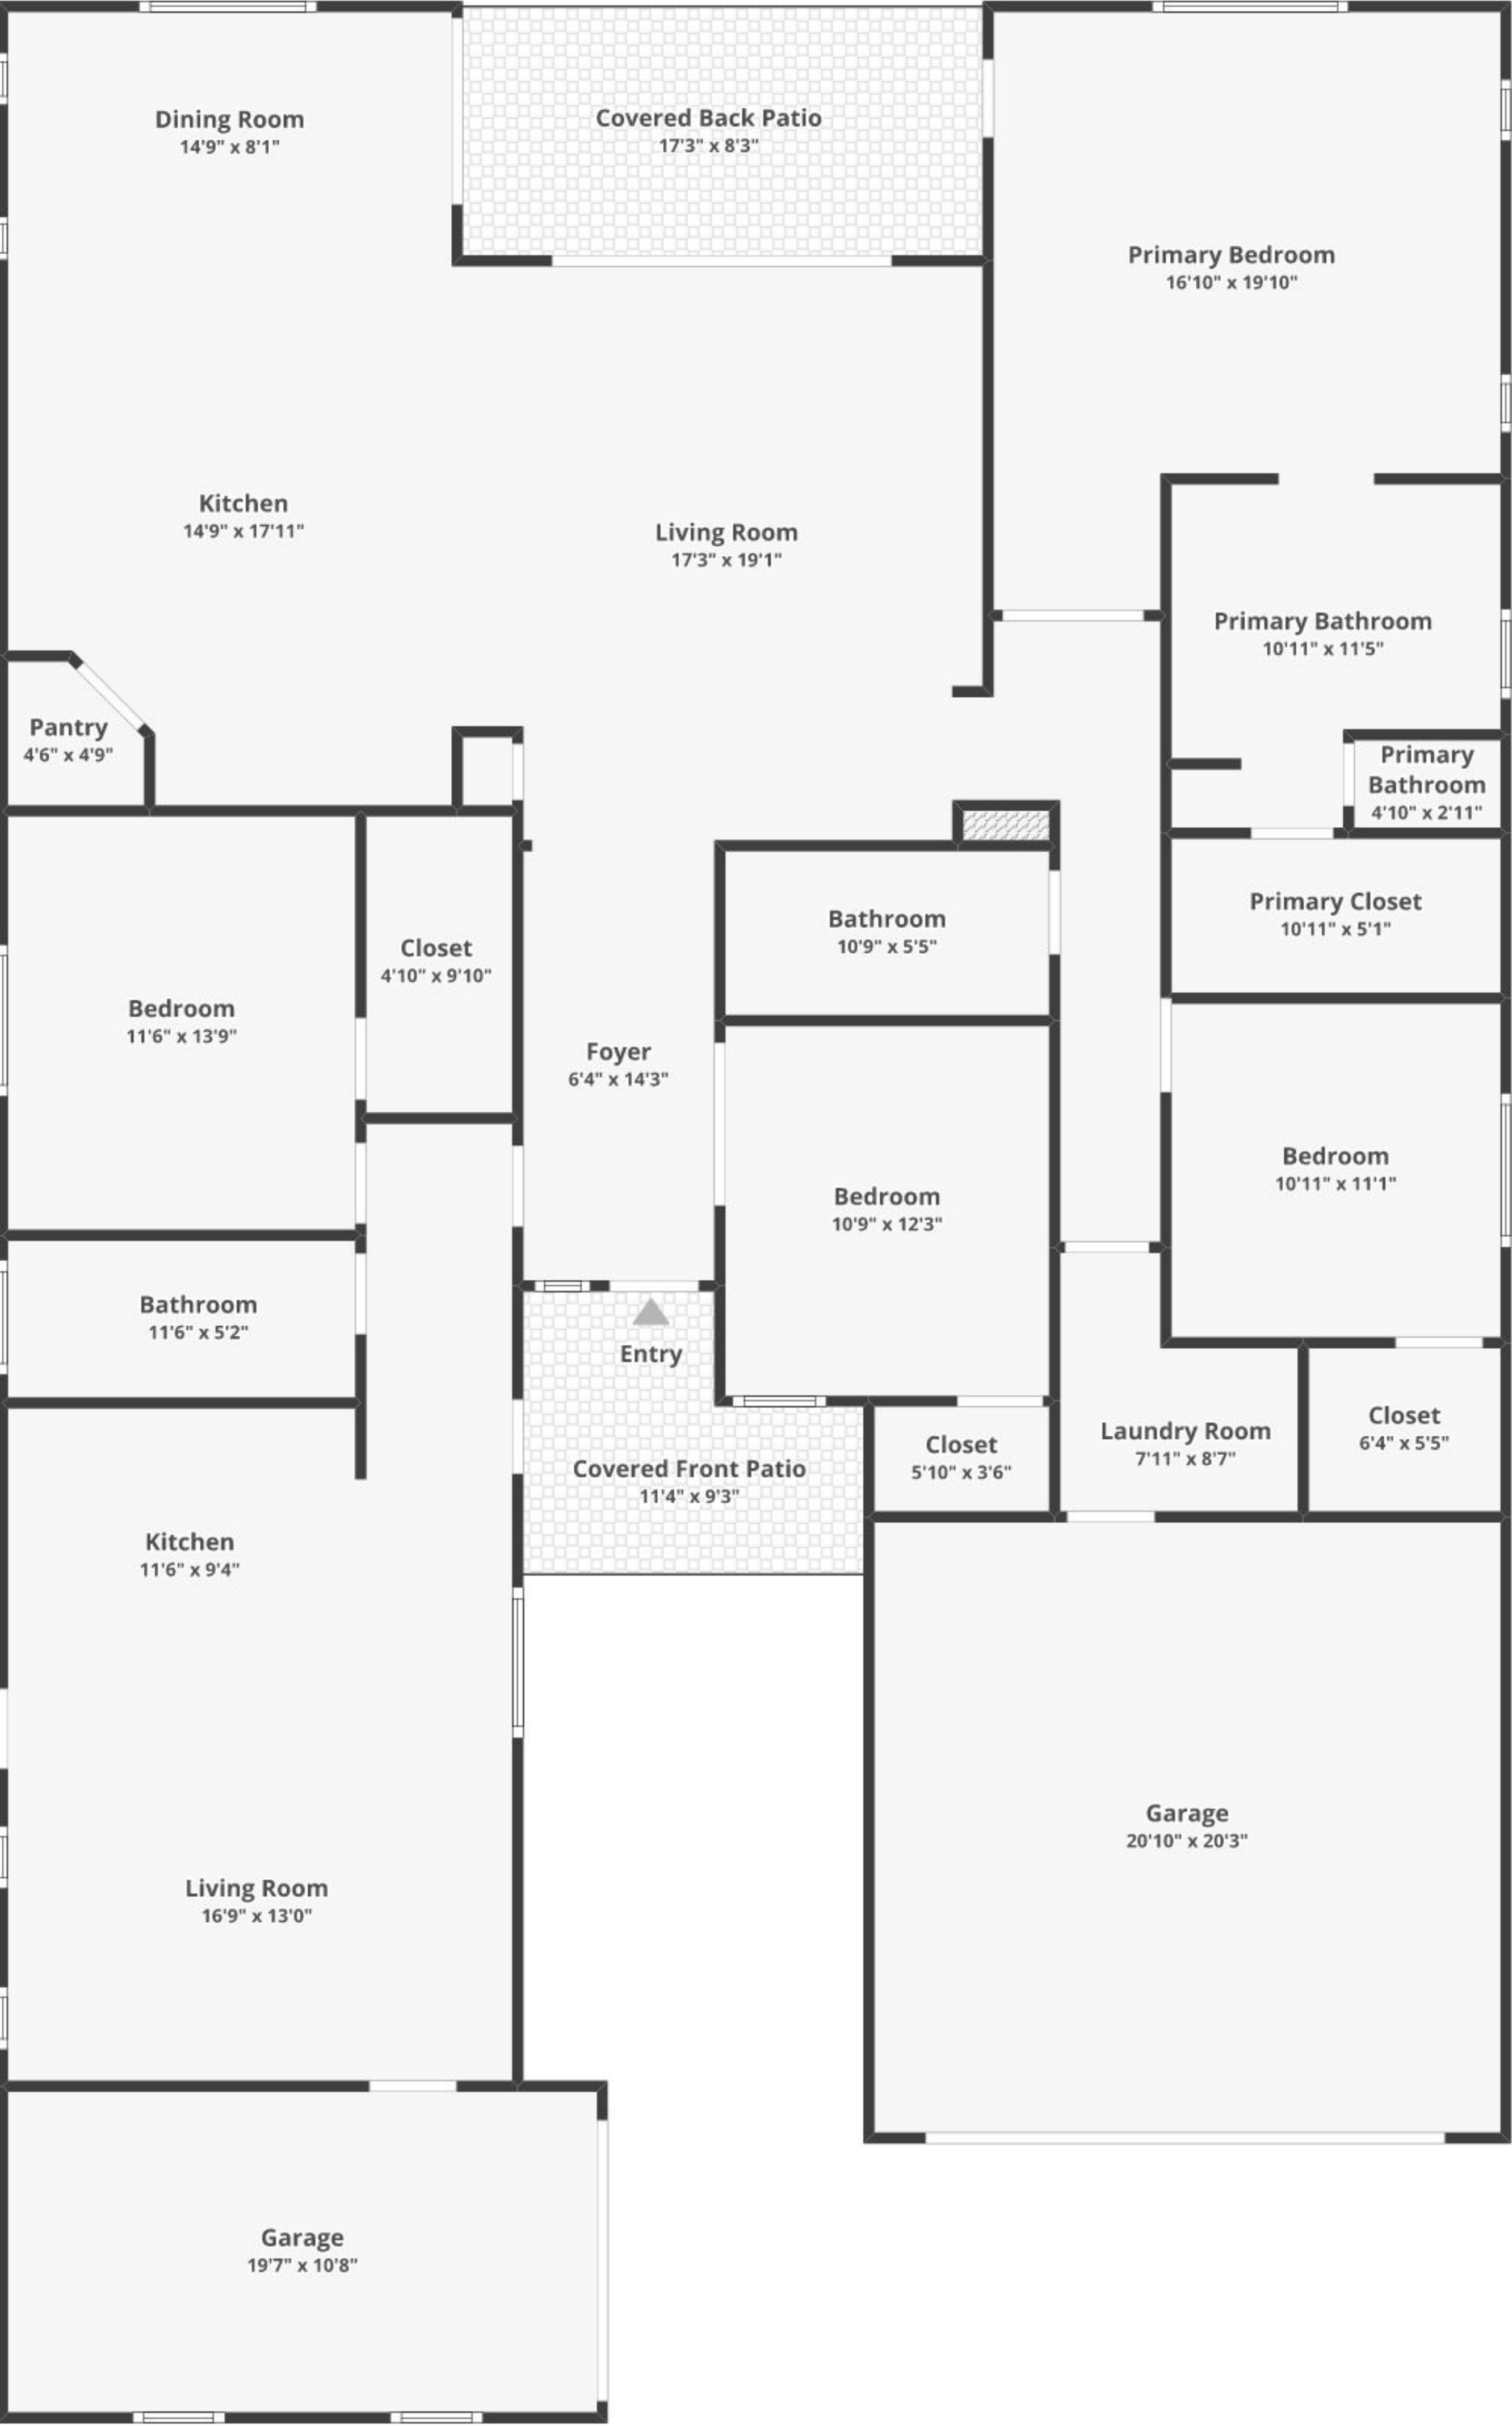 Dining Room
14'9" x 8'1"
Covered Back Patio
17'3" x 8'3"
Primary Bedroom
16'10" x 19'10"
Kitchen
14'9" x 17'11"
Living Room
17'3" x 19'1"
Primary Bathroom
10'11" x 11'5"
Pantry
4'6" x 4'9"
Primary
Bathroom
4'10" x 2'11"
Primary Closet
10'11" x 5'1"
Bathroom
10'9" x 5'5"
Closet
4'10" x 9'10"
Bedroom
11'6" x 13'9"
Foyer
6'4" x 14'3"
Bedroom
10'11" x 11'1"
Bedroom
10'9" x 12'3"
Bathroom
11'6" x 5'2"
Entry
Closet
6'4" x 5'5"
Laundry Room
7'11" x 8'7"
Closet
5'10" x 3'6"
Covered Front Patio
11'4" x 9'3"
Kitchen
11'6" x 9'4"
Garage
20'10" x 20'3"
Living Room
16'9" x 13'0"
Garage
19'7" x 10'8"